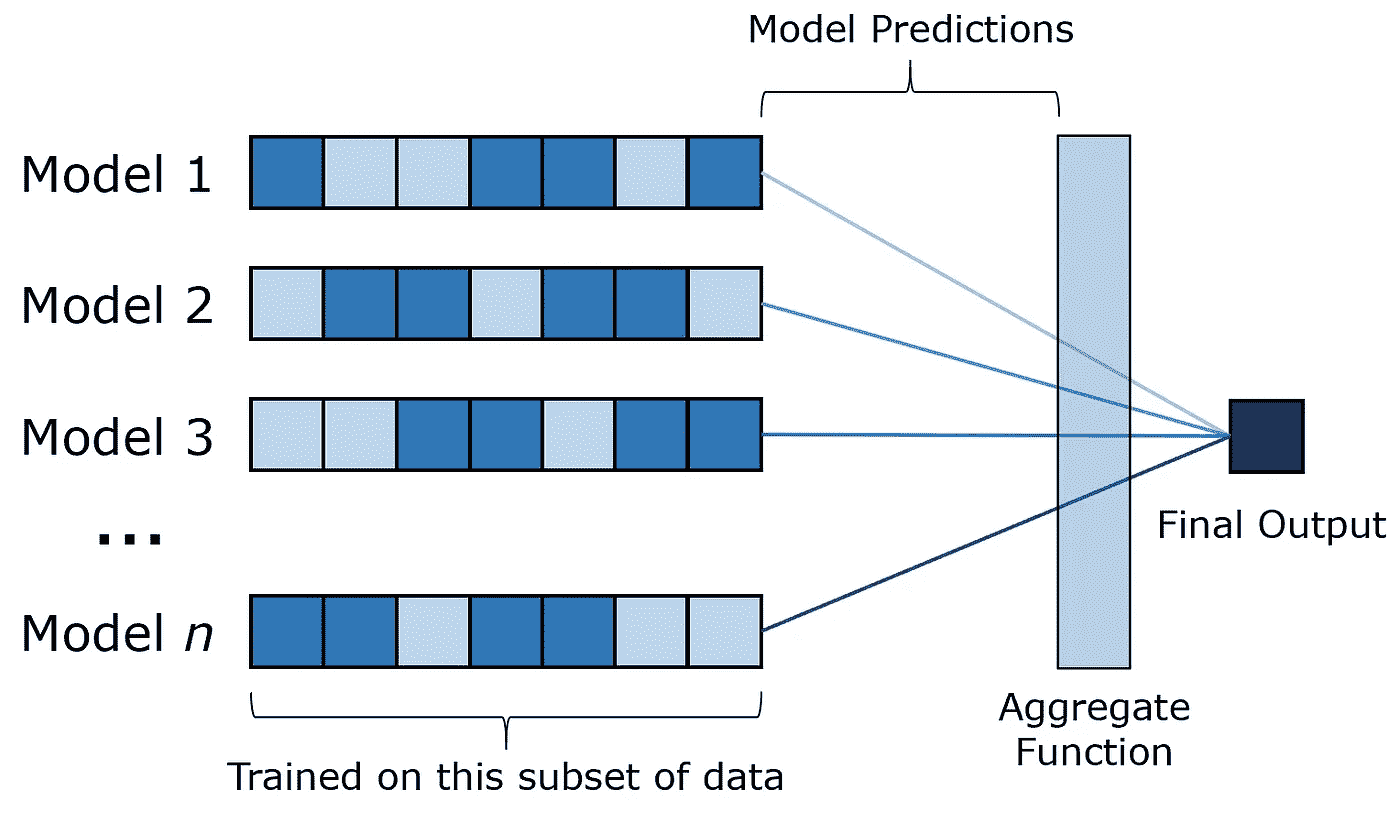 Model Predictions
Model 1
Model 2
Model 3
...
Model n
Final Output
Aggregate
Function
Trained on this subset of data